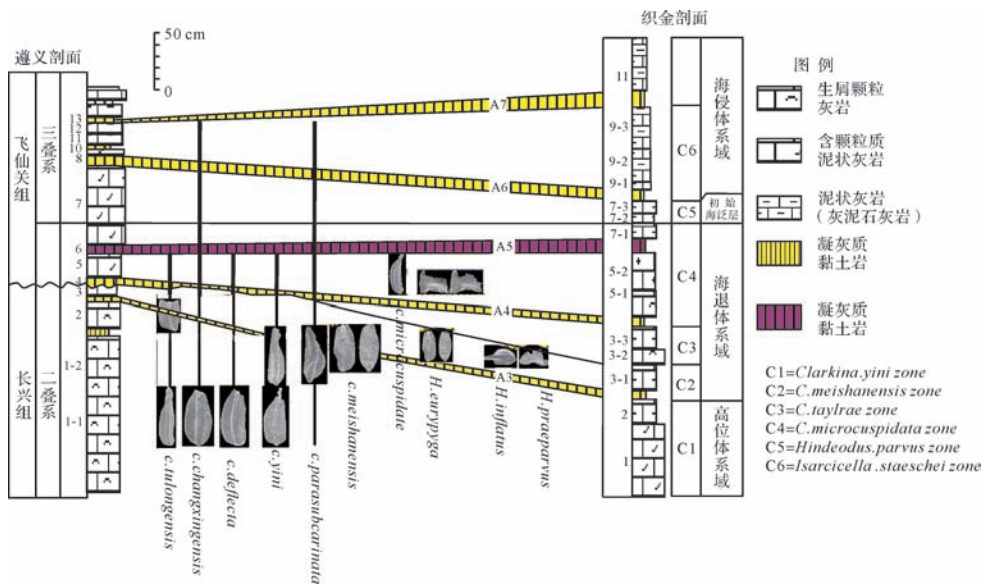 织金剖面
50 cm
0
遵义剖面
飞仙关组
长兴组
三叠系
二叠系
13
12
11
10
8
7
6
5
4
3
2
1-2
1-1
A7
A6
A5
A4
A3
c.tulongensis
c.changxingensis
c.deflecta
c.yini
c.parasubcarinata
c.meishanensis
c.microcuspidate
H.eurypyga
H.inflatus
H.praeparvus
11
9-3
9-2
9-1
7-3
7-2
7-1
5-2
5-1
3-3
3-2
3-1
2
1
C6
C5
C4
C3
C2
C1
海侵体系域
初始
海泛层
海退体系域
高位体系域
图 例
生屑颗粒
灰岩
含颗粒质
泥状灰岩
泥状灰岩
(灰泥石灰岩)
凝灰质
黏土岩
凝灰质
黏土岩
C1=Clarkina.yini zone
C2=C.meishanensis zone
C3=C.taylrae zone
C4=C.microcuspidata zone
C5=Hindeodus.parvus zone
C6=Isarcicella.staeschei zone